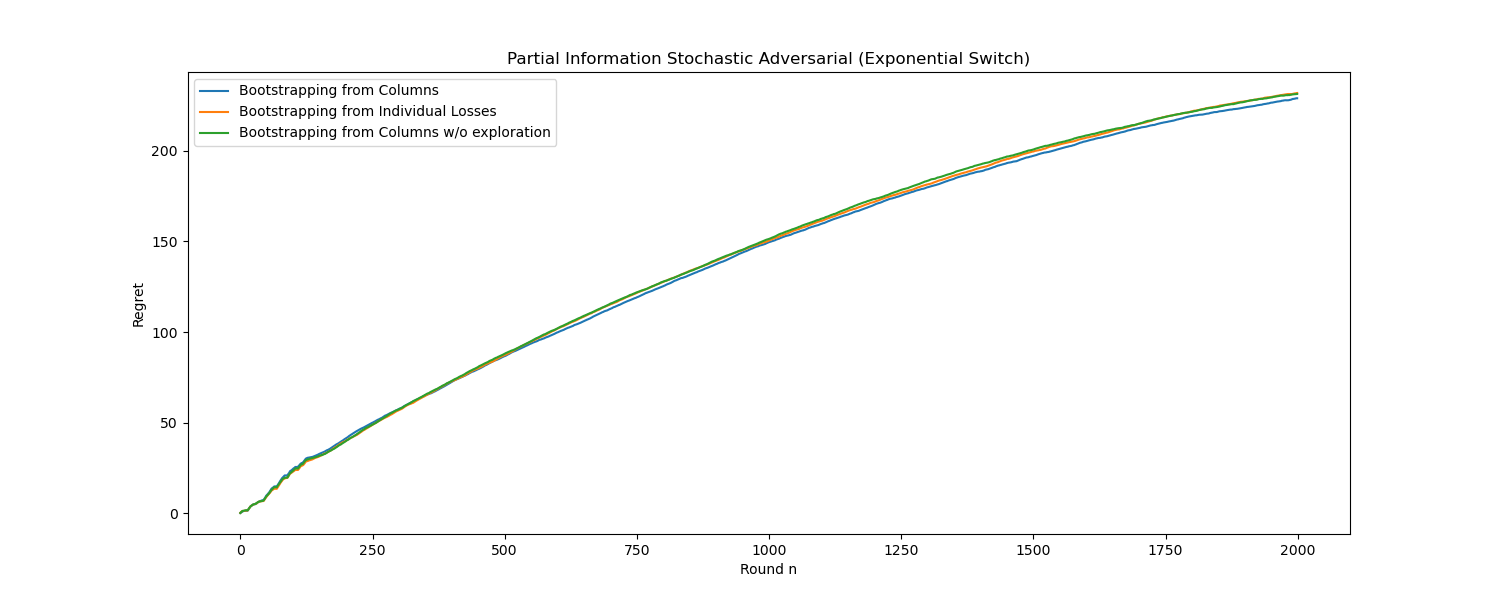 Partial Information Stochastic Adversarial (Exponential Switch)
Bootstrapping from Columns
Bootstrapping from Individual Losses
Bootstrapping from Columns w/o exploration
200
150
100
50
0
Regret
0 250 500 750 1000 1250 1500 1750 2000
Round n